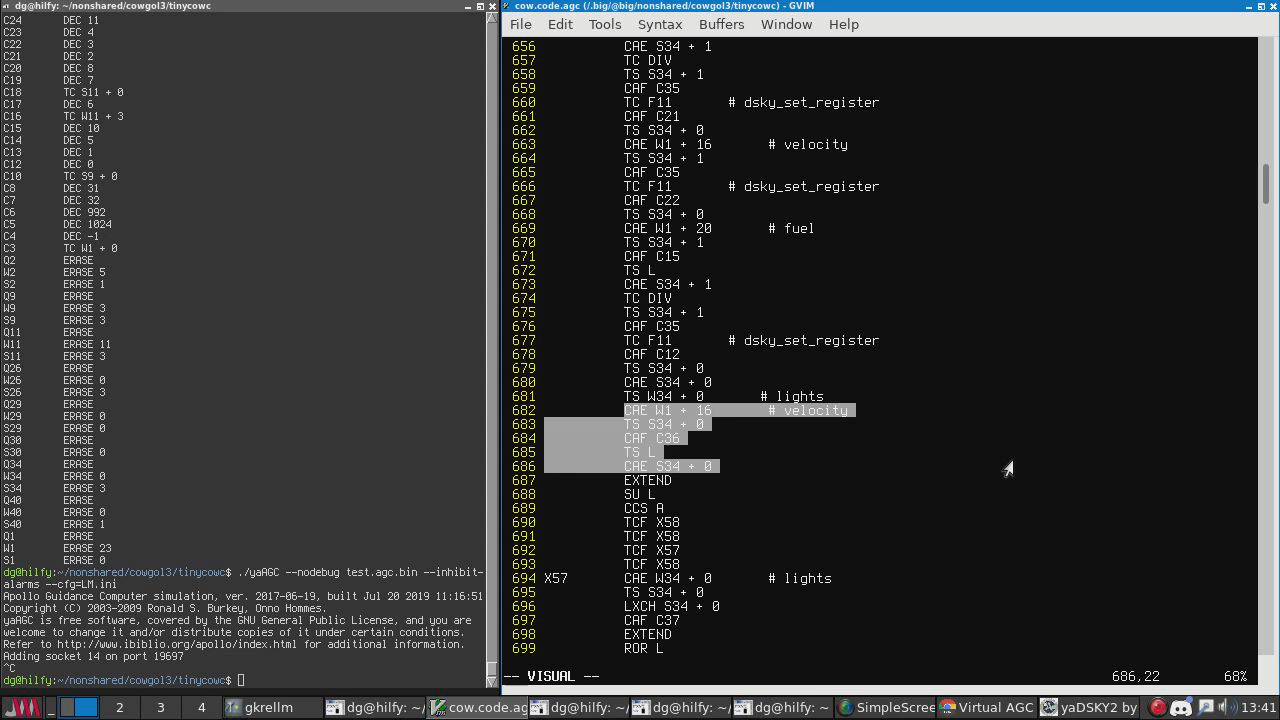 dg@hilfy: ~/nonshared/cowgol3/tinycowc
C24 DEC 4
C23 DEC 4
C22 DEC 3
C21 DEC 2
C20 DEC 8
C19 DEC 7
C18 TC S11 + 0
C17 DEC 6
C16 TC W11 + 3
C15 DEC 10
C14 DEC 5
C13 DEC 1
C12 DEC 0
C10 TC S9 + 0
C8 DEC 31
C7 DEC 32
C6 DEC 992
C5 DEC 1024
C4 DEC -1
C3 TC W1 + 0
Q2 ERASE
W2 ERASE 5
S2 ERASE 1
Q9 ERASE
W9 ERASE 3
S9 ERASE 3
Q11 ERASE
W11 ERASE 11
S11 ERASE 3
Q26 ERASE
W26 ERASE 0
S26 ERASE 3
Q29 ERASE
W29 ERASE 0
S29 ERASE 0
Q30 ERASE
S30 ERASE 0
Q34 ERASE
W34 ERASE 0
S34 ERASE 3
Q40 ERASE
W40 ERASE 0
S40 ERASE 1
Q1 ERASE
W1 ERASE 23
S1 ERASE 0
dg@hilfy:~/nonshared/cowgol3/tinycowc$ ./yaAGC --nodebug test.agc.bin --inhibit-
alarms --cfg=LM.ini
Apollo Guidance Computer simulation, ver. 2017-06-19, built Jul 20 2019 11:16:51
Copyright (C) 2003-2009 Ronald S. Burkey, Onno Hommes.
yaAGC is free software, covered by the GNU General Public License, and you are
welcome to change it and/or distribute copies of it under certain conditions.
Refer to http://www.ibiblio.org/apollo/index.html for additional information.
Adding socket 14 on port 19697
^C
dg@hilfy:~/nonshared/cowgol3/tinycowc$
cow.code.agc (/.big/@big/nonshared/cowgol3/tinycowc) - GVIM
File Edit Tools Syntax Buffers Window Help
656 CAE S34 + 1
657 TC DIV
658 TS S34 + 1
659 CAF C35
660 TC F11 # dsky_set_register
661 CAF C21
662 TS S34 + 0
663 CAE W1 + 16 # velocity
664 TS S34 + 1
665 CAF C35
666 TC F11 # dsky_set_register
667 CAF C22
668 TS S34 + 0
669 CAE W1 + 20 # fuel
670 TS S34 + 1
671 CAF C15
672 TS L
673 CAE S34 + 1
674 TC DIV
675 TS S34 + 1
676 CAF C35
677 TC F11 # dsky_set_register
678 CAF C12
679 TS S34 + 0
680 CAE S34 + 0
681 TS W34 + 0 # lights
682 CAE W1 + 16 # velocity
683 TS S34 + 0
684 CAF C36
685 TS L
686 CAE S34 + 0
687 EXTEND
688 SU L
689 CCS A
690 TCF X58
691 TCF X58
692 TCF X57
693 TCF X58
694 X57 CAE W34 + 0 # lights
695 TS S34 + 0
696 LXCH S34 + 0
697 CAF C37
698 EXTEND
699 ROR L
-- VISUAL -- 686,22 68%
2 3 4 gkrellm dg@hilfy: ~/ cow.code.ag dg@hilfy: ~/ dg@hilfy: ~/ dg@hilfy: ~/ SimpleScree Virtual AGC yaDSKY2 by 13:41